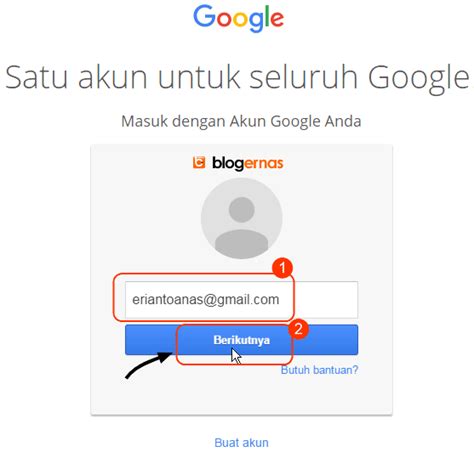 Google
Satu akun untuk seluruh Google
Masuk dengan Akun Google Anda
blogernas
1
eriantoanas@gmail.com
2
Berikutnya
Butuh bantuan?
Buat akun